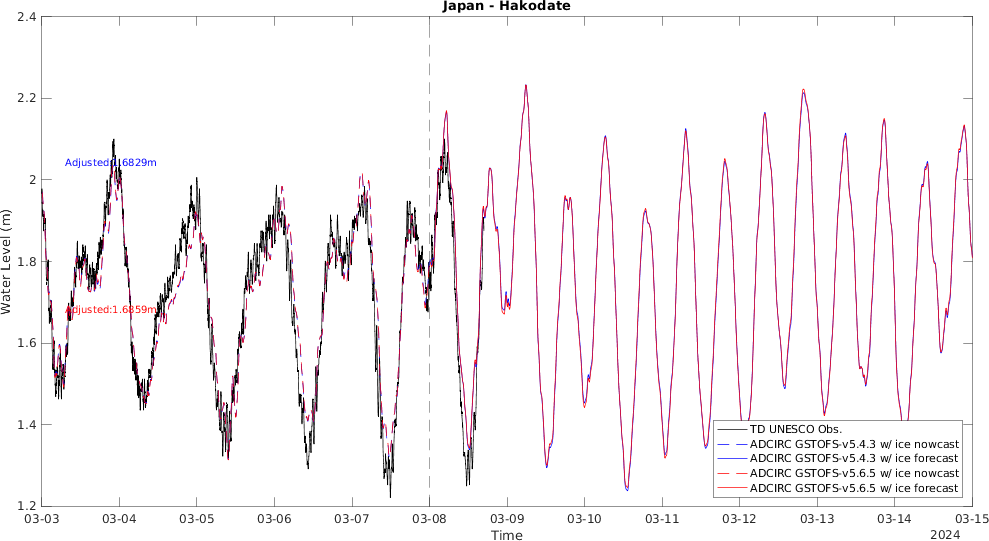 Japan - Hakodate
Water Level (m)
2.4
2.2
2
1.8
1.6
1.4
1.2
Adjusted:1.6829m
Adjusted:1.6859m
TD UNESCO Obs.
ADCIRC GSTOFS-v5.4.3 w/ ice nowcast
ADCIRC GSTOFS-v5.4.3 w/ ice forecast
ADCIRC GSTOFS-v5.6.5 w/ ice nowcast
ADCIRC GSTOFS-v5.6.5 w/ ice forecast
03-03 03-04 03-05 03-06 03-07 03-08 03-09 03-10 03-11 03-12 03-13 03-14 03-15
Time
2024